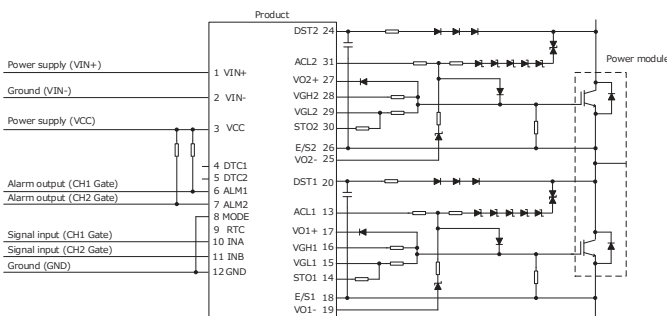 Product
Power supply (VIN+)
1 VIN+
Ground (VIN-)
2 VIN-
Power supply (VCC)
3 VCC
4 DTC1
5 DTC2
Alarm output (CH1 Gate)
6 ALM1
Alarm output (CH2 Gate)
7 ALM2
8 MODE
9 RTC
Signal input (CH1 Gate)
10 INA
Signal input (CH2 Gate)
11 INB
Ground (GND)
12 GND
DST2 24
ACL2 31
VO2+ 27
VGH2 28
VGL2 29
STO2 30
E/S2 26
VO2- 25
DST1 20
ACL1 13
VO1+ 17
VGH1 16
VGL1 15
STO1 14
E/S1 18
VO1- 19
Power module